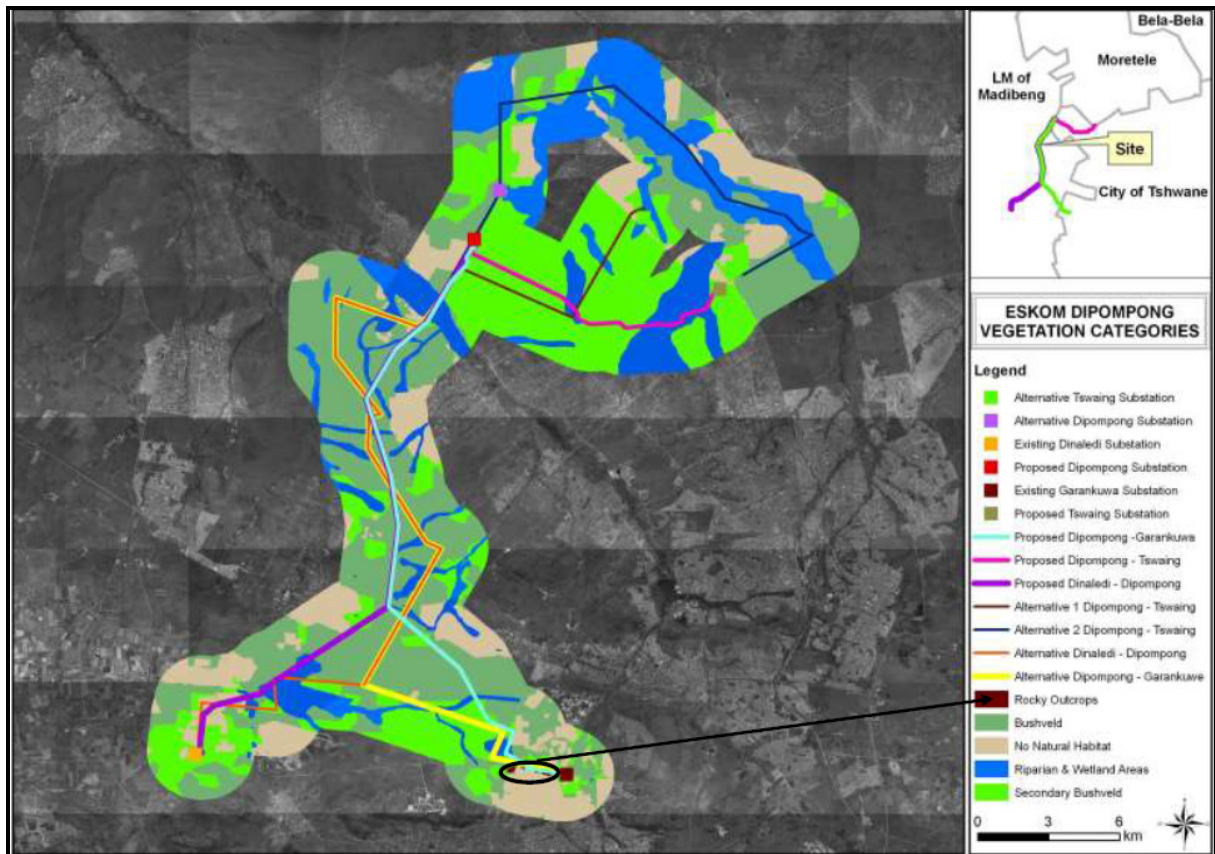 Bela-Bela
Moretele
LM of
Madibeng
Site
City of Tshwane
ESKOM DIPOMPONG
VEGETATION CATEGORIES
Legend
Alternative Tswaing Substation
Alternative Dipompong Substation
Existing Dinaledi Substation
Proposed Dipompong Substation
Existing Garankuwa Substation
Proposed Tswaing Substation
Proposed Dipompong -Garankuwa
Proposed Dipompong - Tswaing
Proposed Dinaledi - Dipompong
Alternative 1 Dipompong - Tswaing
Alternative 2 Dipompong - Tswaing
Alternative Dinaledi - Dipompong
Alternative Dipompong - Garankuwe
Rocky Outcrops
Bushveld
No Natural Habitat
Riparian & Wetland Areas
Secondary Bushveld
0 3 6
km